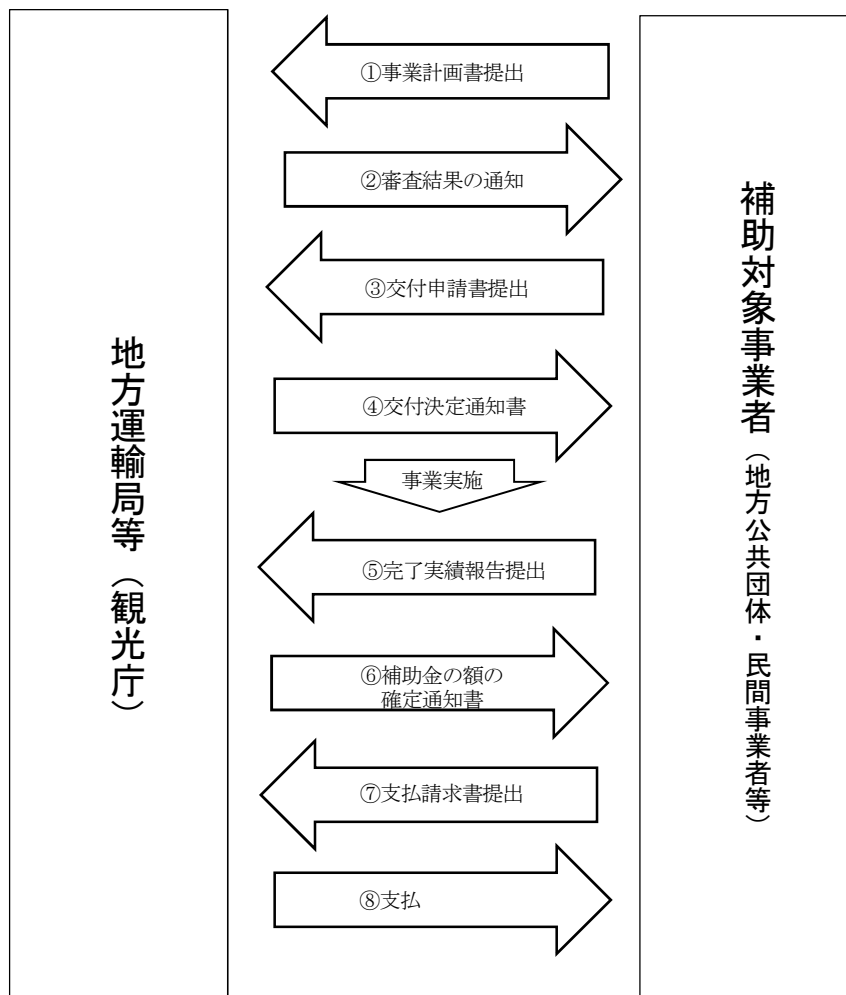 地方運輸局等（観光庁）
①事業計画書提出
②審査結果の通知
③交付申請書提出
④交付決定通知書
事業実施
⑤完了実績報告提出
⑥補助金の額の
確定通知書
⑦支払請求書提出
⑧支払
補助対象事業者（地方公共団体・民間事業者等）